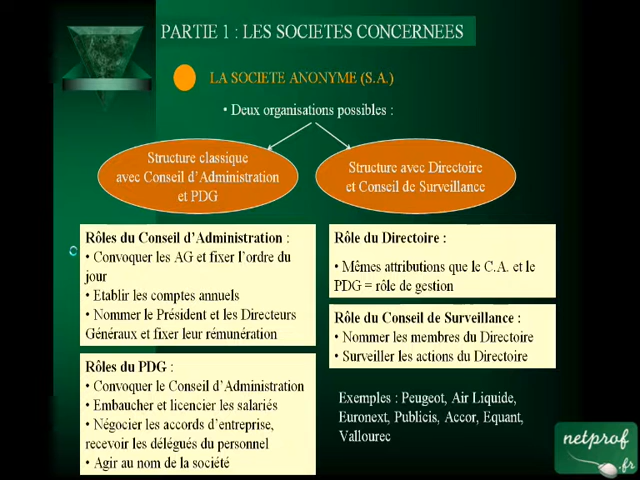 PARTIE 1 : LES SOCIETES CONCERNEES
LA SOCIETE ANONYME (S.A.)
• Deux organisations possibles :
Structure classique
avec Conseil d'Administration
et PDG
Structure avec Directoire
et Conseil de Surveillance
Rôles du Conseil d'Administration :
• Convoquer les AG et fixer l'ordre du
jour
• Etablir les comptes annuels
• Nommer le Président et les Directeurs
Généraux et fixer leur rémunération
Rôles du PDG :
• Convoquer le Conseil d'Administration
• Embaucher et licencier les salariés
• Négocier les accords d'entreprise,
recevoir les délégués du personnel
• Agir au nom de la société
Rôle du Directoire :
• Mêmes attributions que le C.A. et le
PDG = rôle de gestion
Rôle du Conseil de Surveillance :
• Nommer les membres du Directoire
• Surveiller les actions du Directoire
Exemples : Peugeot, Air Liquide,
Euronext, Publicis, Accor, Equant,
Vallourec
netprof
.fr